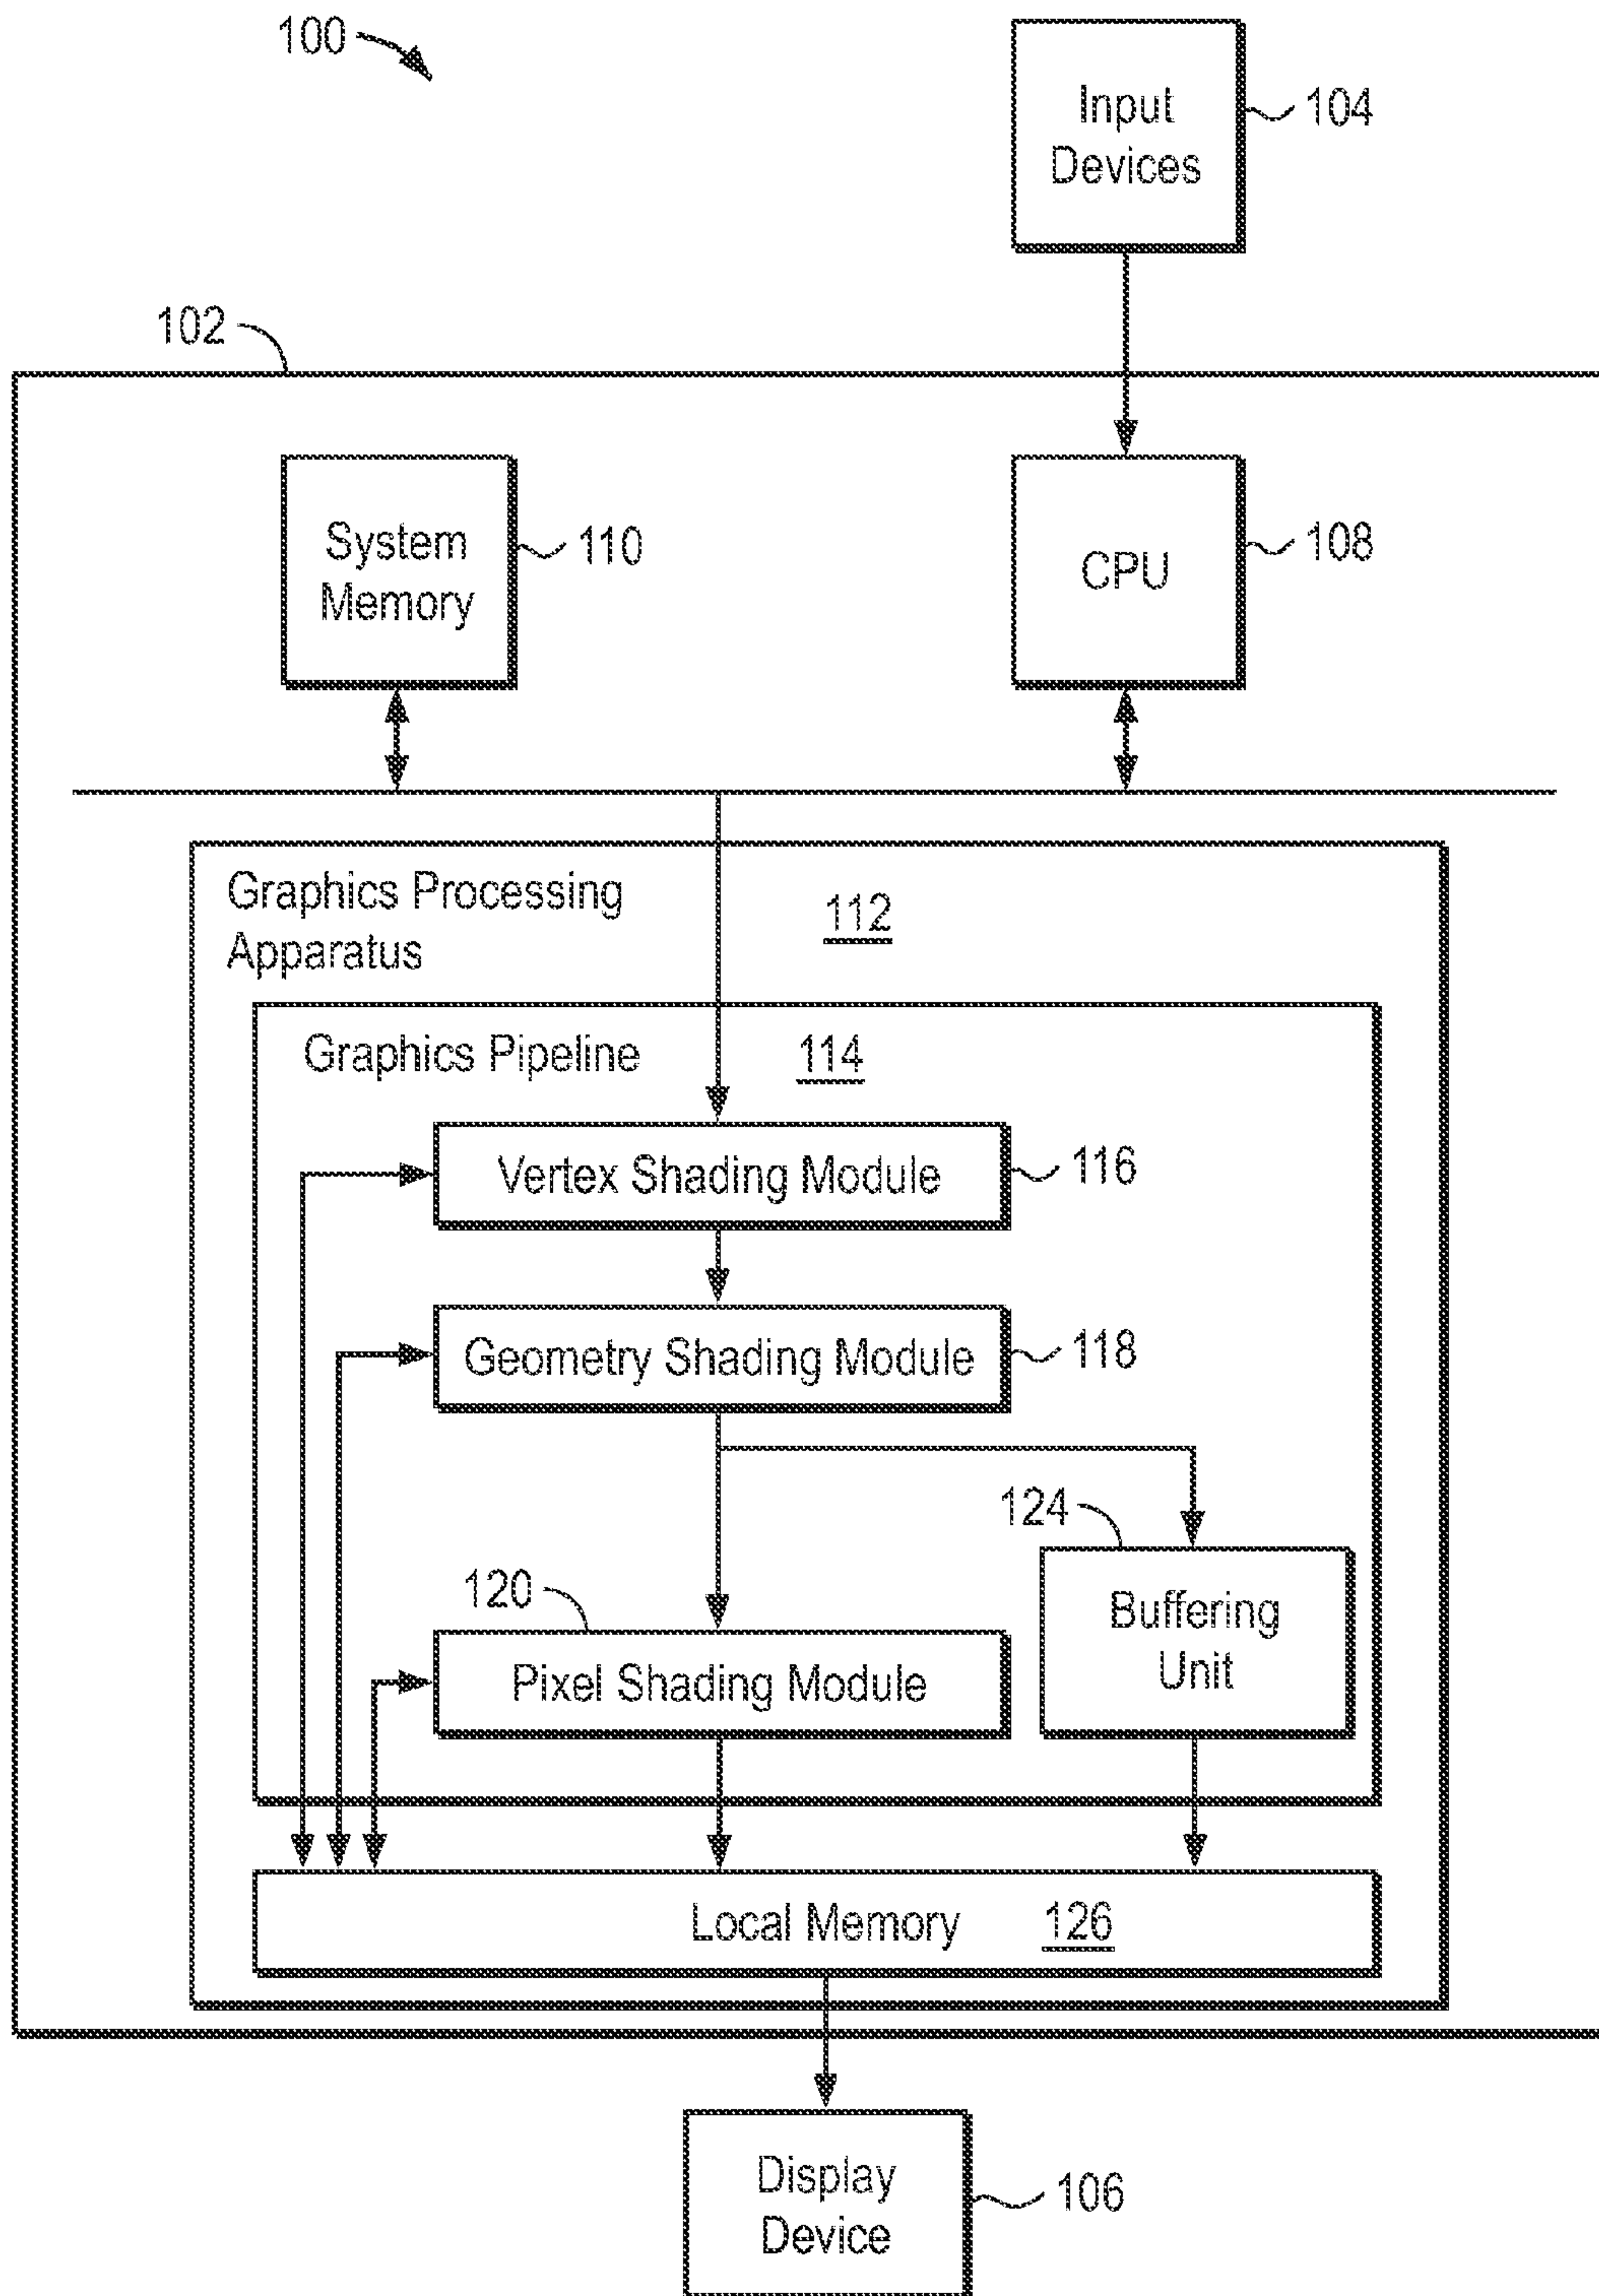 100
Input
Devices
104
102
System
Memory
110
CPU
108
Graphics Processing
Apparatus
112
Graphics Pipeline
114
Vertex Shading Module
116
Geometry Shading Module
118
124
120
Buffering
Unit
Pixel Shading Module
Local Memory
126
Display
Device
106